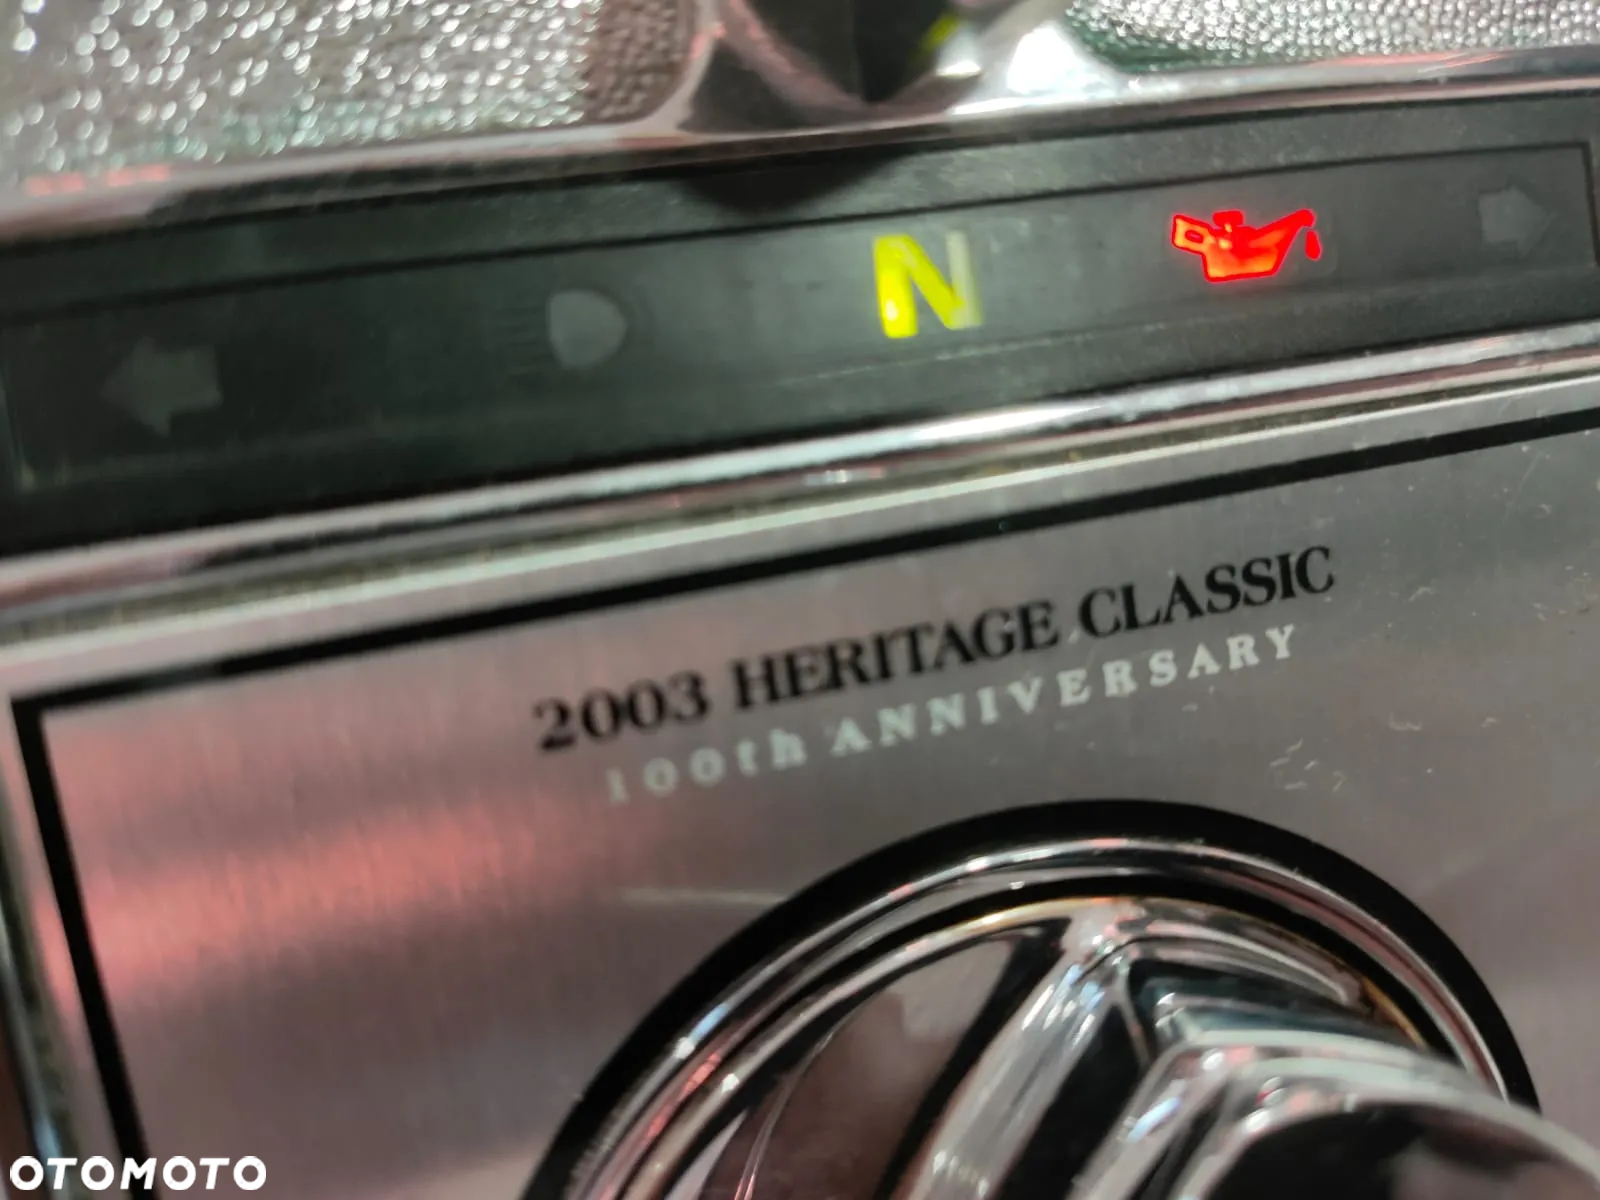 N
2003 HERITAGE CLASSIC
100th ANNIVERSARY
OTOMOTO